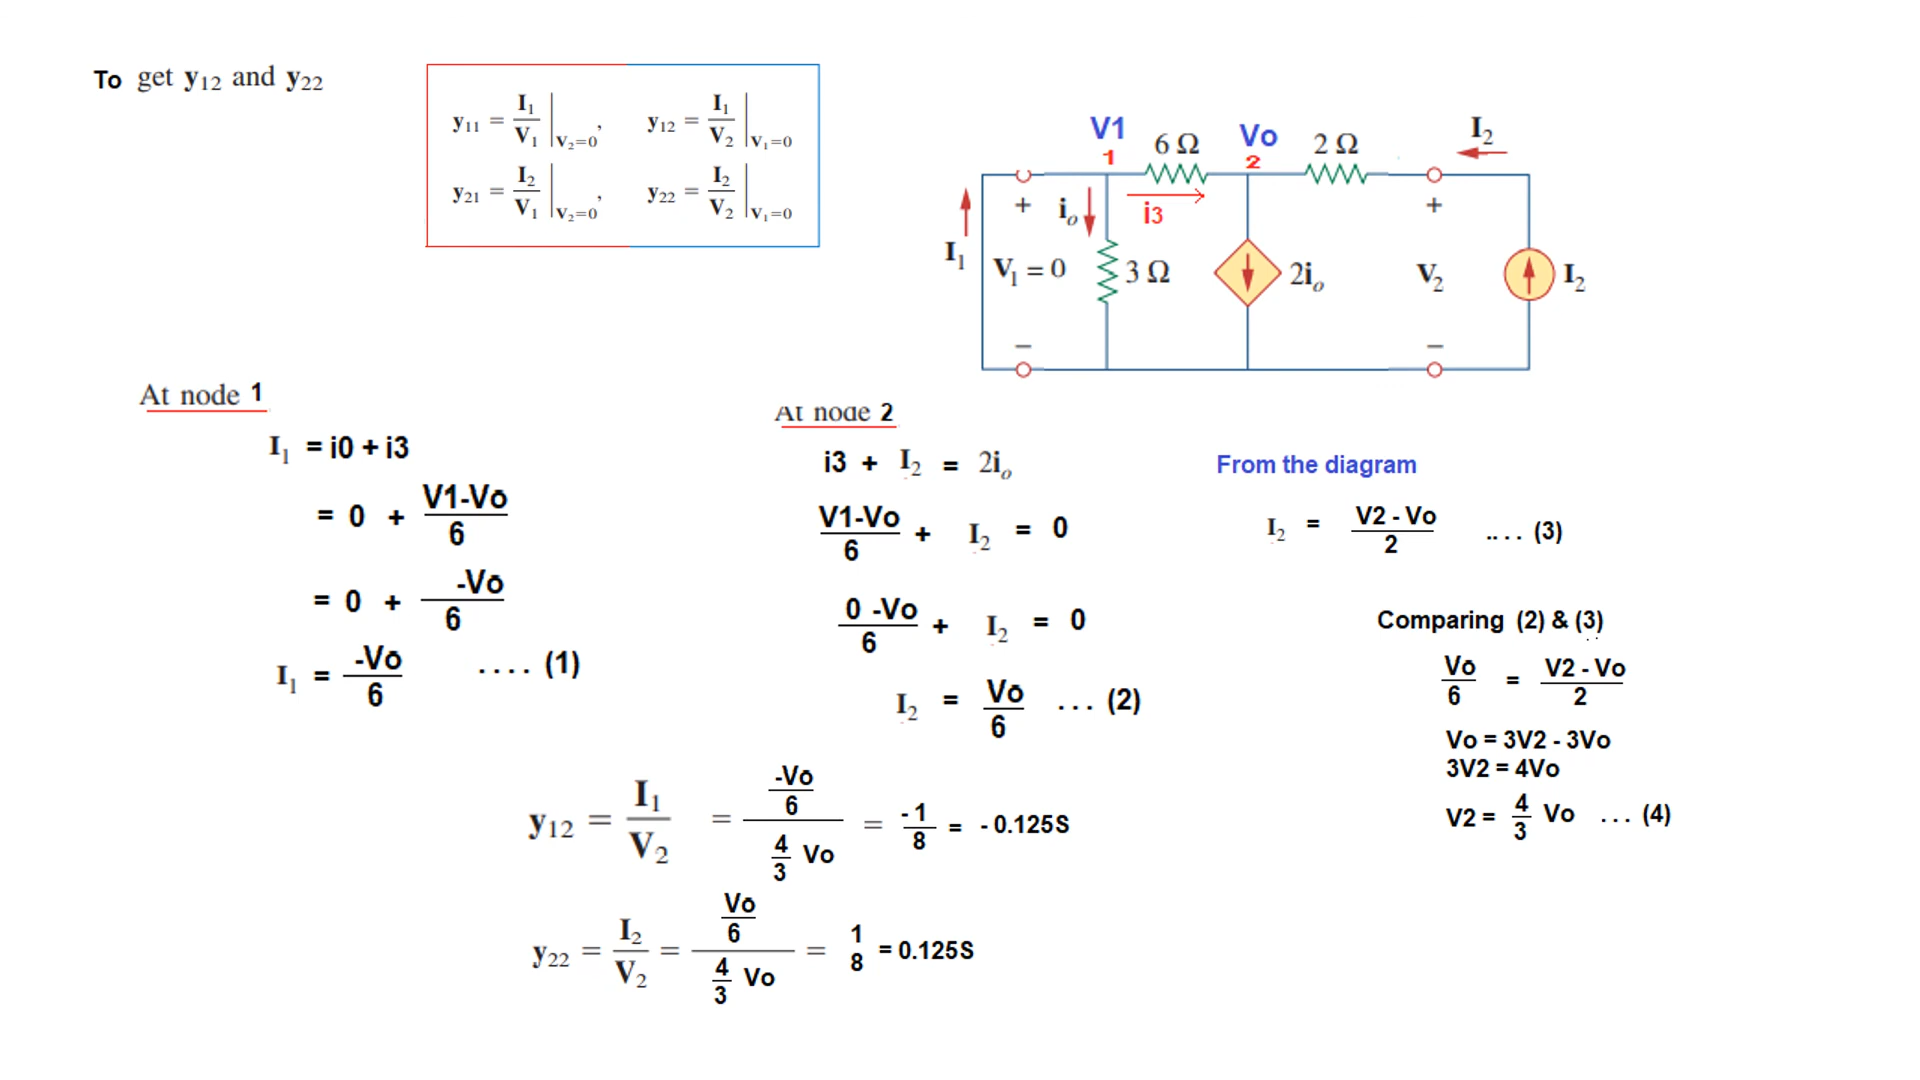 To get y12 and y22
y11 = I1/V1 |V2=0,  y12 = I1/V2 |V1=0
y21 = I2/V1 |V2=0,  y22 = I2/V2 |V1=0
V1 6 Ω Vo 2 Ω I2
1 2
+ io i3 +
I1 V1 = 0 3 Ω 2io V2 I2
− −
At node 1
I1 = i0 + i3
= 0 + V1-Vo/6
= 0 + -Vo/6
I1 = -Vo/6 .... (1)
At node 2
i3 + I2 = 2io
V1-Vo/6 + I2 = 0
0 -Vo/6 + I2 = 0
I2 = Vo/6 ... (2)
From the diagram
I2 = V2 - Vo/2 .... (3)
Comparing (2) & (3)
Vo/6 = V2 - Vo/2
Vo = 3V2 - 3Vo
3V2 = 4Vo
V2 = 4/3 Vo ... (4)
y12 = I1/V2 = -Vo/6 / 4/3 Vo = -1/8 = - 0.125S
y22 = I2/V2 = Vo/6 / 4/3 Vo = 1/8 = 0.125S